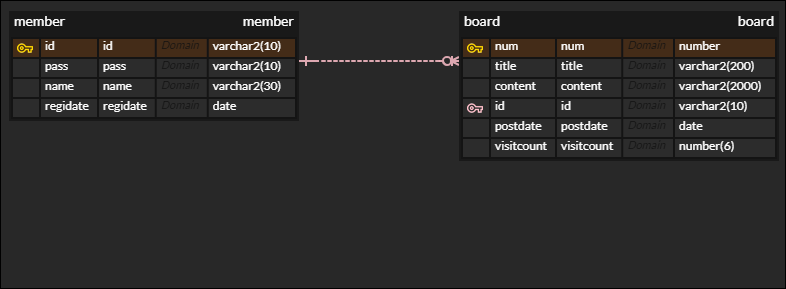 member member
id id Domain varchar2(10)
pass pass Domain varchar2(10)
name name Domain varchar2(30)
regidate regidate Domain date
board board
num num Domain number
title title Domain varchar2(200)
content content Domain varchar2(2000)
id id Domain varchar2(10)
postdate postdate Domain date
visitcount visitcount Domain number(6)